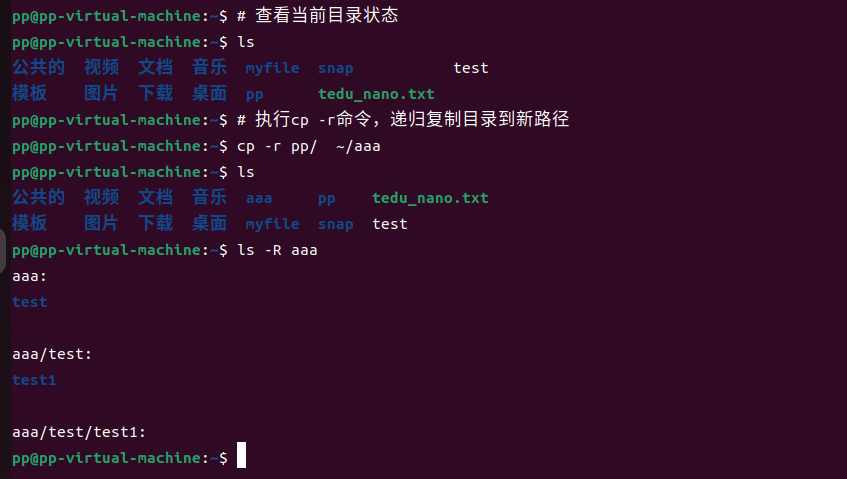 pp@pp-virtual-machine:~$ # 查看当前目录状态
pp@pp-virtual-machine:~$ ls
公共的  视频  文档  音乐  myfile  snap           test
模板    图片  下载  桌面  pp      tedu_nano.txt
pp@pp-virtual-machine:~$ # 执行cp -r命令，递归复制目录到新路径
pp@pp-virtual-machine:~$ cp -r pp/  ~/aaa
pp@pp-virtual-machine:~$ ls
公共的  视频  文档  音乐  aaa     pp    tedu_nano.txt
模板    图片  下载  桌面  myfile  snap  test
pp@pp-virtual-machine:~$ ls -R aaa
aaa:
test
aaa/test:
test1
aaa/test/test1:
pp@pp-virtual-machine:~$